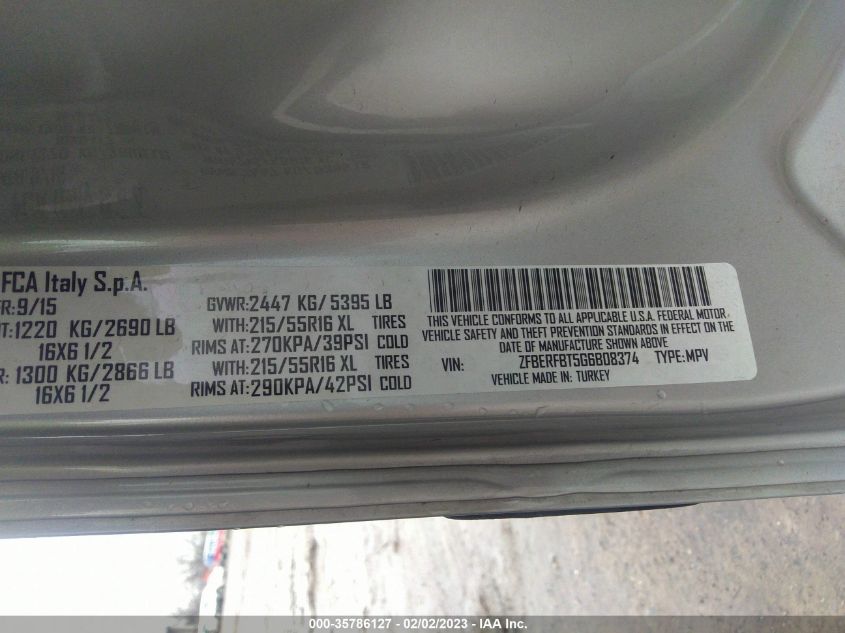 FCA Italy S.p.A.
ER: 9/15
GVWR: 2447 KG/ 5395 LB
NT: 1220 KG/2690 LB
WITH: 215/55R16 XL TIRES
16X6 1/2
RIMS AT: 270KPA/39PSI COLD
R: 1300 KG/2866 LB
WITH: 215/55R16 XL TIRES
16X6 1/2
RIMS AT: 290KPA/42PSI COLD
THIS VEHICLE CONFORMS TO ALL APPLICABLE U.S.A. FEDERAL MOTOR
VEHICLE SAFETY AND THEFT PREVENTION STANDARDS IN EFFECT ON THE
DATE OF MANUFACTURE SHOWN ABOVE
VIN: ZFBERFBT5G6B08374 TYPE: MPV
VEHICLE MADE IN: TURKEY
000-35786127 - 02/02/2023 - IAA Inc.